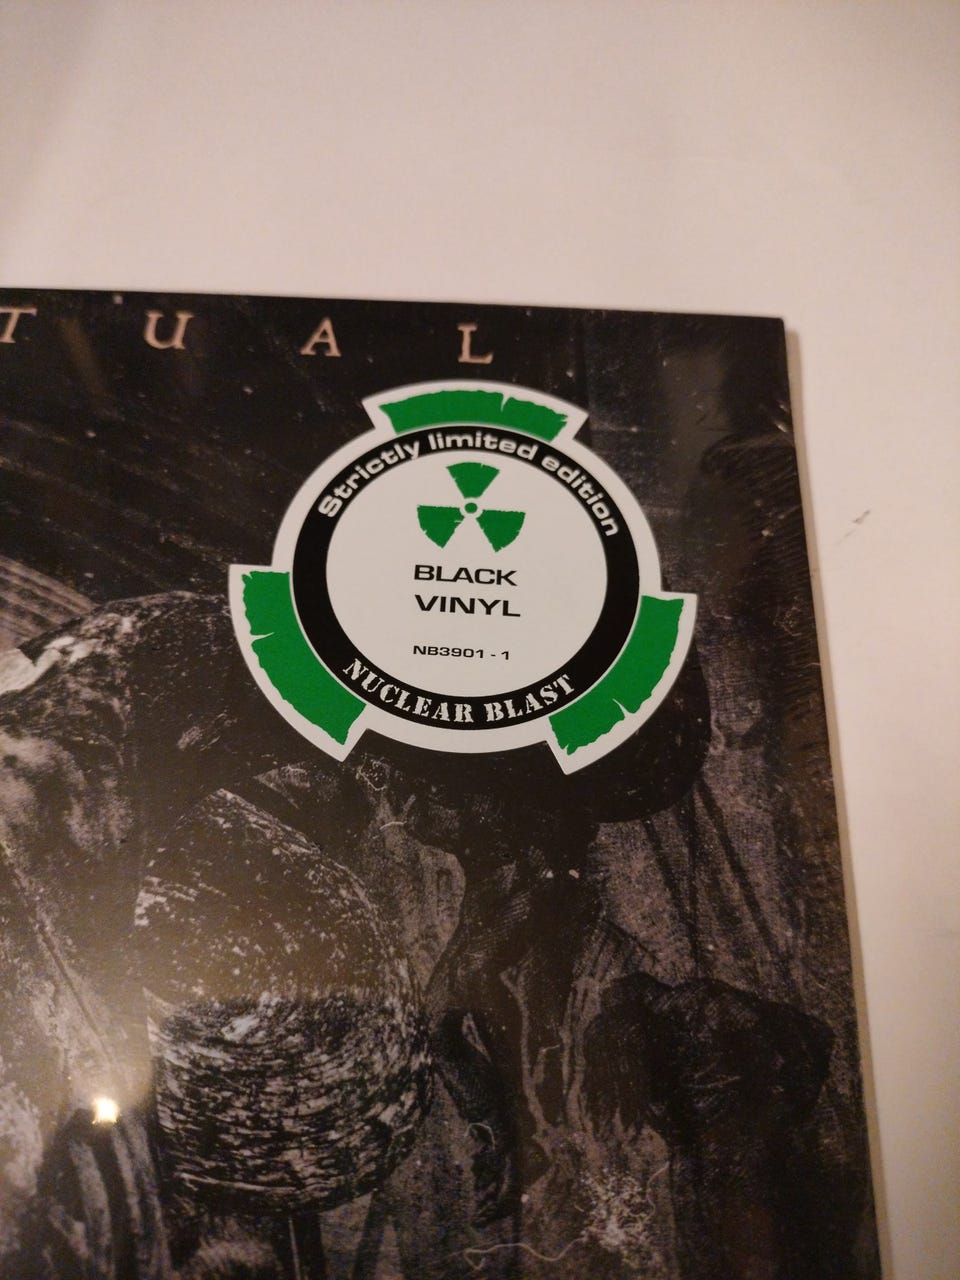 T U A L
Strictly limited edition
BLACK
VINYL
NB3901 - 1
NUCLEAR BLAST